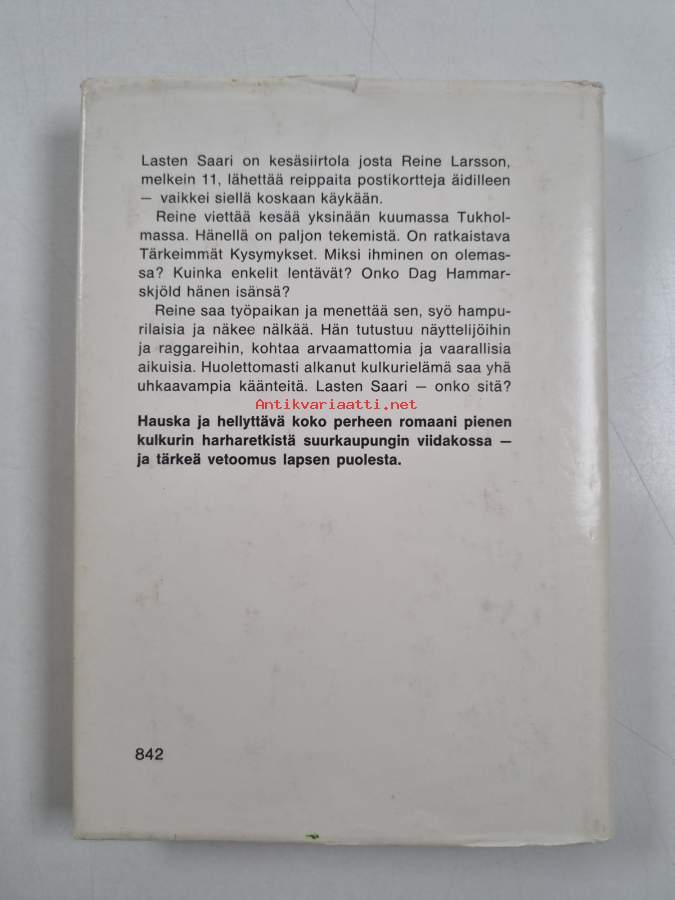 Lasten Saari on kesäsiirtola josta Reine Larsson,
melkein 11, lähettää reippaita postikortteja äidilleen
— vaikkei siellä koskaan käykään.
Reine viettää kesää yksinään kuumassa Tukhol-
massa. Hänellä on paljon tekemistä. On ratkaistava
Tärkeimmät Kysymykset. Miksi ihminen on olemas-
sa? Kuinka enkelit lentävät? Onko Dag Hammar-
skjöld hänen isänsä?
Reine saa työpaikan ja menettää sen, syö hampu-
rilaisia ja näkee nälkää. Hän tutustuu näyttelijöihin
ja raggareihin, kohtaa arvaamattomia ja vaarallisia
aikuisia. Huolettomasti alkanut kulkurielämä saa yhä
uhkaavampia käänteitä. Lasten Saari — onko sitä?
Antikvariaatti.net
Hauska ja hellyttävä koko perheen romaani pienen
kulkurin harharetkistä suurkaupungin viidakossa —
ja tärkeä vetoomus lapsen puolesta.
842